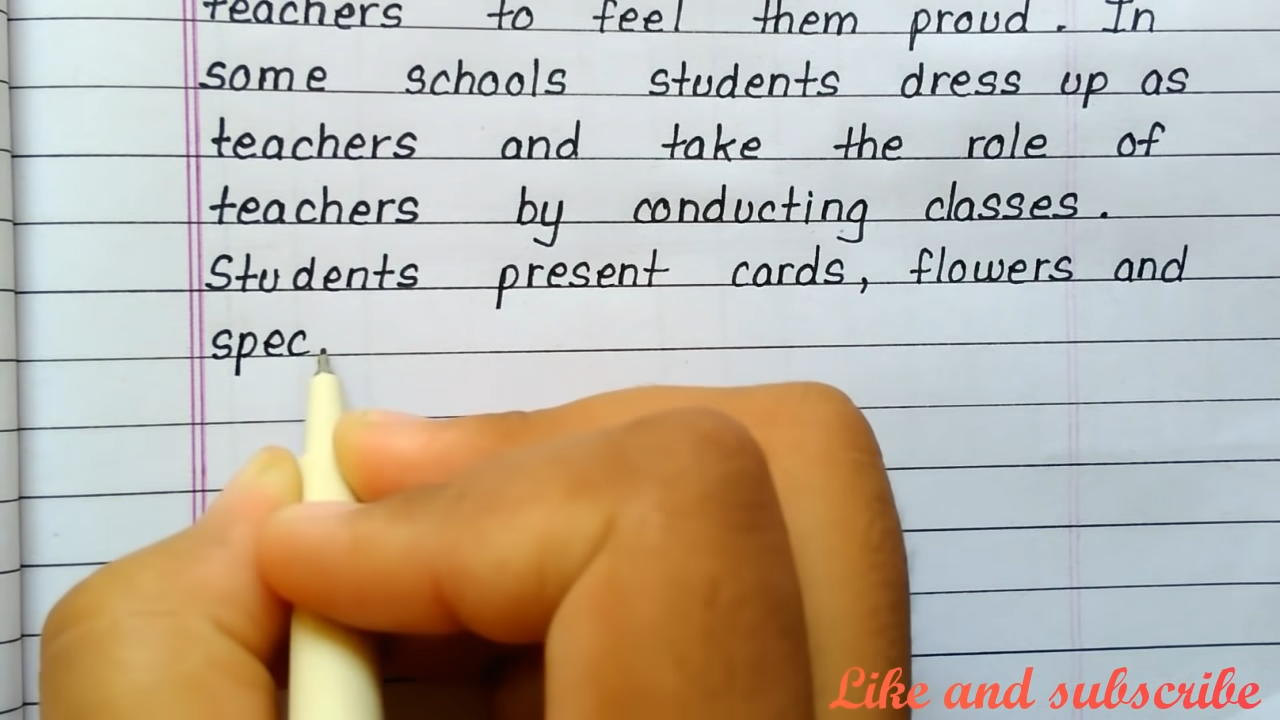 teachers to feel them proud. In
some schools students dress up as
teachers and take the role of
teachers by conducting classes.
Students present cards, flowers and
spec
Like and subscribe